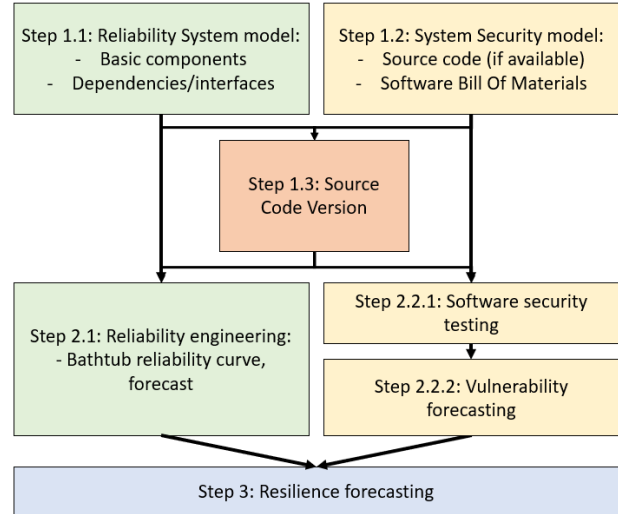 Step 1.1: Reliability System model:
- Basic components
- Dependencies/interfaces
Step 1.2: System Security model:
- Source code (if available)
- Software Bill Of Materials
Step 1.3: Source
Code Version
Step 2.1: Reliability engineering:
- Bathtub reliability curve,
forecast
Step 2.2.1: Software security
testing
Step 2.2.2: Vulnerability
forecasting
Step 3: Resilience forecasting